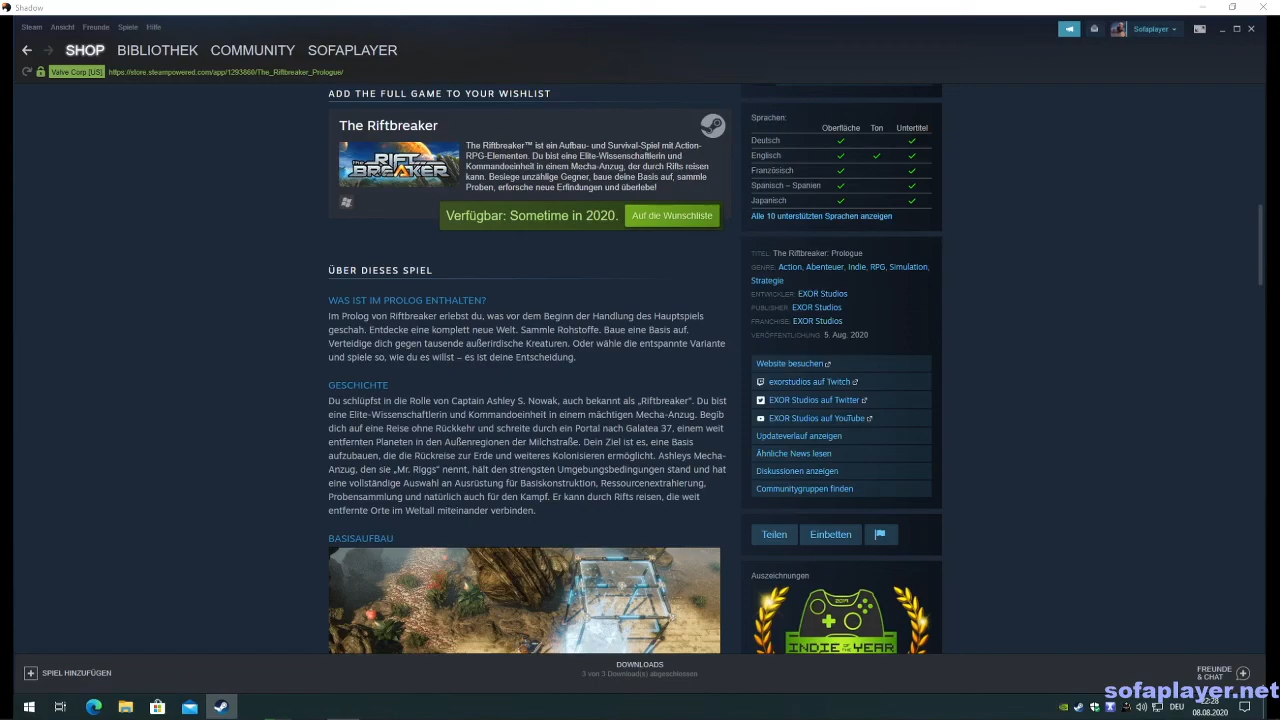 Shadow
Steam Ansicht Freunde Spiele Hilfe
Sofaplayer
SHOP BIBLIOTHEK COMMUNITY SOFAPLAYER
Valve Corp [US] https://store.steampowered.com/app/1293860/The_Riftbreaker_Prologue/
ADD THE FULL GAME TO YOUR WISHLIST
The Riftbreaker
THE RIFT BREAKER
The Riftbreaker™ ist ein Aufbau- und Survival-Spiel mit Action-
RPG-Elementen. Du bist eine Elite-Wissenschaftlerin und
Kommandoeinheit in einem Mecha-Anzug, der durch Rifts reisen
kann. Besiege unzählige Gegner, baue deine Basis auf, sammle
Proben, erforsche neue Erfindungen und überlebe!
Verfügbar: Sometime in 2020. Auf die Wunschliste
ÜBER DIESES SPIEL
WAS IST IM PROLOG ENTHALTEN?
Im Prolog von Riftbreaker erlebst du, was vor dem Beginn der Handlung des Hauptspiels
geschah. Entdecke eine komplett neue Welt. Sammle Rohstoffe. Baue eine Basis auf.
Verteidige dich gegen tausende außerirdische Kreaturen. Oder wähle die entspannte Variante
und spiele so, wie du es willst – es ist deine Entscheidung.
GESCHICHTE
Du schlüpfst in die Rolle von Captain Ashley S. Nowak, auch bekannt als „Riftbreaker". Du bist
eine Elite-Wissenschaftlerin und Kommandoeinheit in einem mächtigen Mecha-Anzug. Begib
dich auf eine Reise ohne Rückkehr und schreite durch ein Portal nach Galatea 37, einem weit
entfernten Planeten in den Außenregionen der Milchstraße. Dein Ziel ist es, eine Basis
aufzubauen, die die Rückreise zur Erde und weiteres Kolonisieren ermöglicht. Ashleys Mecha-
Anzug, den sie „Mr. Riggs" nennt, hält den strengsten Umgebungsbedingungen stand und hat
eine vollständige Auswahl an Ausrüstung für Basiskonstruktion, Ressourcenextrahierung,
Probensammlung und natürlich auch für den Kampf. Er kann durch Rifts reisen, die weit
entfernte Orte im Weltall miteinander verbinden.
BASISAUFBAU
Sprachen:
Oberfläche Ton Untertitel
Deutsch ✓ ✓
Englisch ✓ ✓ ✓
Französisch ✓ ✓
Spanisch – Spanien ✓ ✓
Japanisch ✓ ✓
Alle 10 unterstützten Sprachen anzeigen
TITEL: The Riftbreaker: Prologue
GENRE: Action, Abenteuer, Indie, RPG, Simulation,
Strategie
ENTWICKLER: EXOR Studios
PUBLISHER: EXOR Studios
FRANCHISE: EXOR Studios
VERÖFFENTLICHUNG: 5. Aug. 2020
Website besuchen
exorstudios auf Twitch
EXOR Studios auf Twitter
EXOR Studios auf YouTube
Updateverlauf anzeigen
Ähnliche News lesen
Diskussionen anzeigen
Communitygruppen finden
Teilen Einbetten
Auszeichnungen
2019
INDIE OF THE YEAR
SPIEL HINZUFÜGEN
DOWNLOADS
3 von 3 Download(s) abgeschlossen
FREUNDE
& CHAT
sofaplayer.net
DEU
22:28
08.08.2020